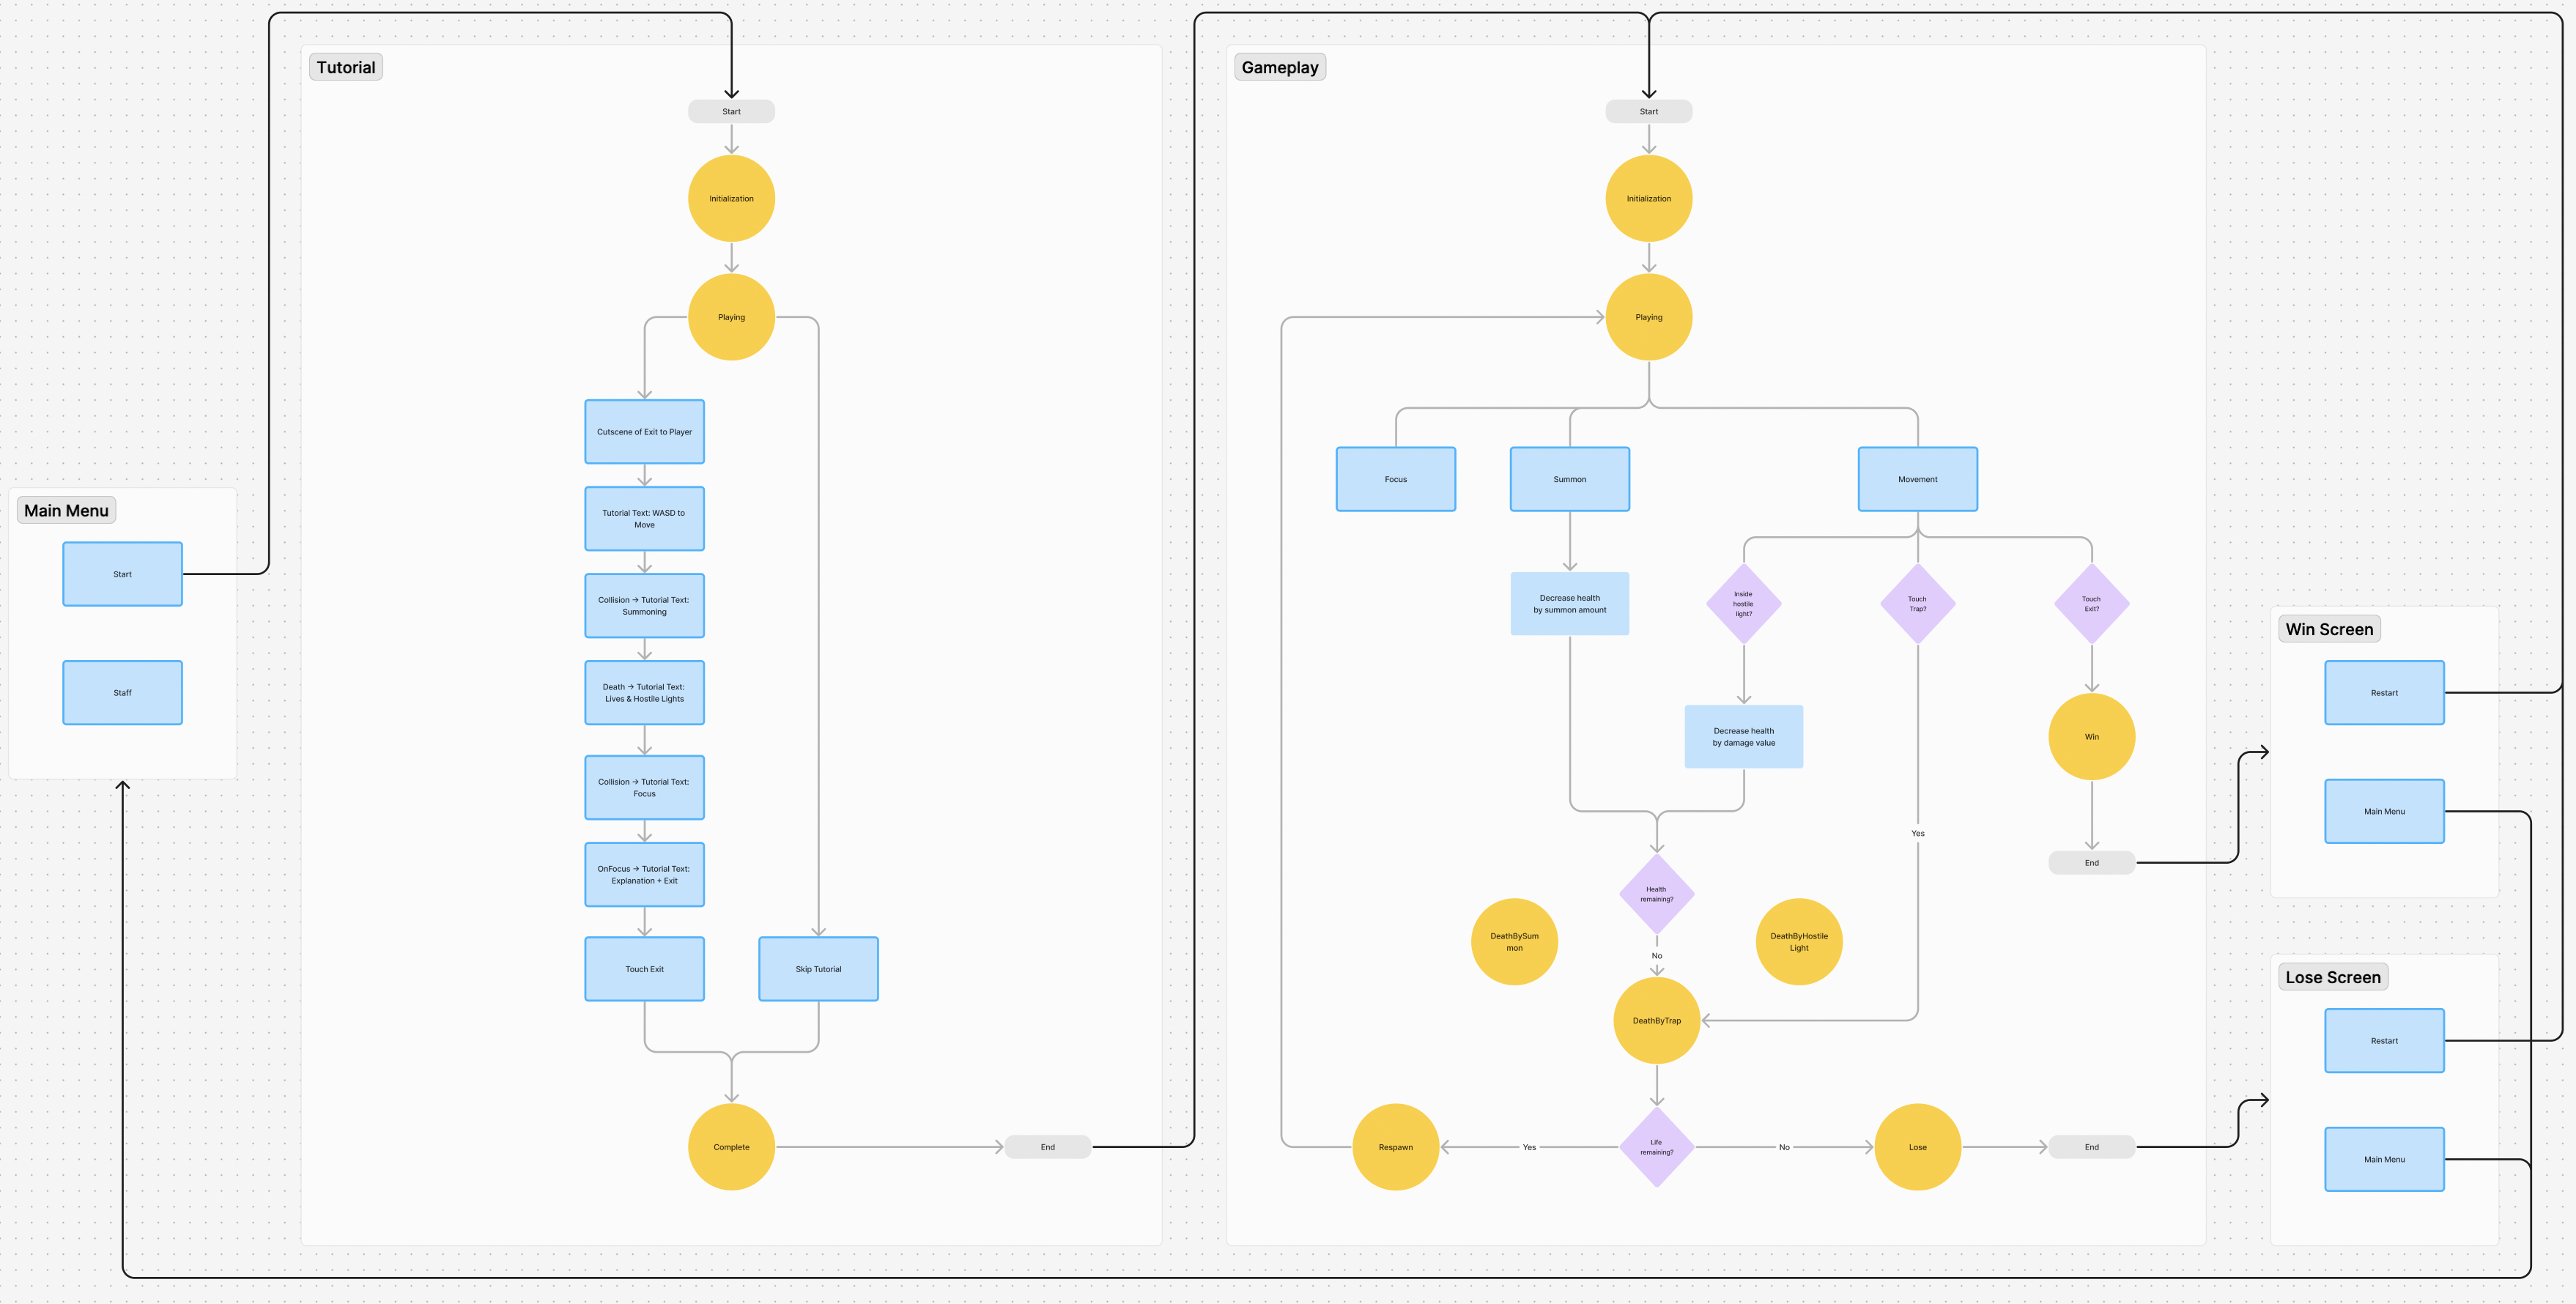 Main Menu
Start
Staff
Tutorial
Start
Initialization
Playing
Cutscene of Exit to Player
Tutorial Text: WASD to
Move
Collision → Tutorial Text:
Summoning
Death → Tutorial Text:
Lives & Hostile Lights
Collision → Tutorial Text:
Focus
OnFocus → Tutorial Text:
Explanation + Exit
Touch Exit
Skip Tutorial
Complete
End
Gameplay
Start
Initialization
Playing
Focus
Summon
Movement
Decrease health
by summon amount
Inside
hostile
light?
Touch
Trap?
Touch
Exit?
Decrease health
by damage value
Win
Yes
End
Health
remaining?
DeathBySum
mon
DeathByHostile
Light
No
DeathByTrap
Respawn
Yes
Life
remaining?
No
Lose
End
Win Screen
Restart
Main Menu
Lose Screen
Restart
Main Menu